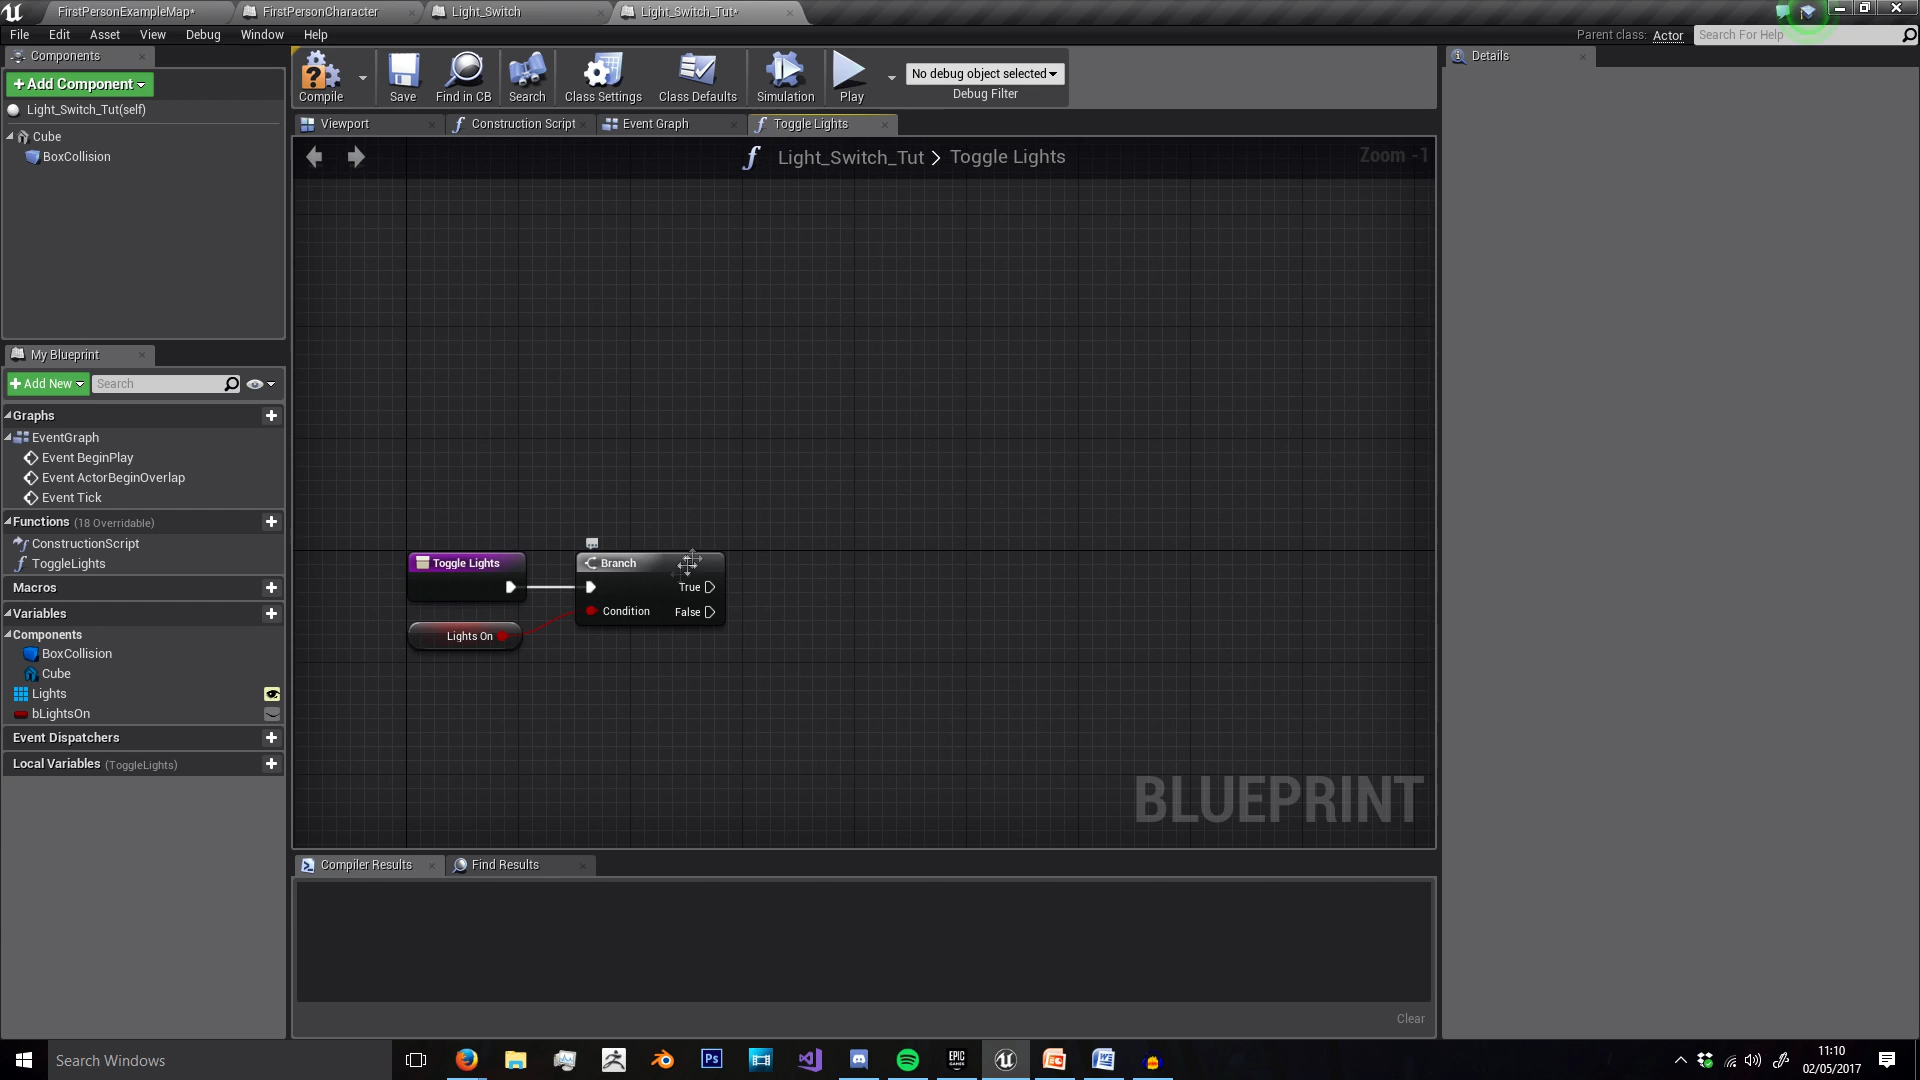 FirstPersonExampleMap*
FirstPersonCharacter
Light_Switch
Light_Switch_Tut*
File Edit Asset View Debug Window Help
Parent class: Actor
Search For Help
Components
Add Component
Light_Switch_Tut(self)
Cube
BoxCollision
Compile
Save
Find in CB
Search
Class Settings
Class Defaults
Simulation
Play
No debug object selected
Debug Filter
Details
Viewport
Construction Script
Event Graph
Toggle Lights
Light_Switch_Tut > Toggle Lights
Zoom -1
My Blueprint
Add New
Search
Graphs
EventGraph
Event BeginPlay
Event ActorBeginOverlap
Event Tick
Functions (18 Overridable)
ConstructionScript
ToggleLights
Macros
Variables
Components
BoxCollision
Cube
Lights
bLightsOn
Event Dispatchers
Local Variables (ToggleLights)
Toggle Lights
Branch
True
Condition
False
Lights On
BLUEPRINT
Compiler Results
Find Results
Clear
Search Windows
Ps
EPIC GAMES
11:10
02/05/2017